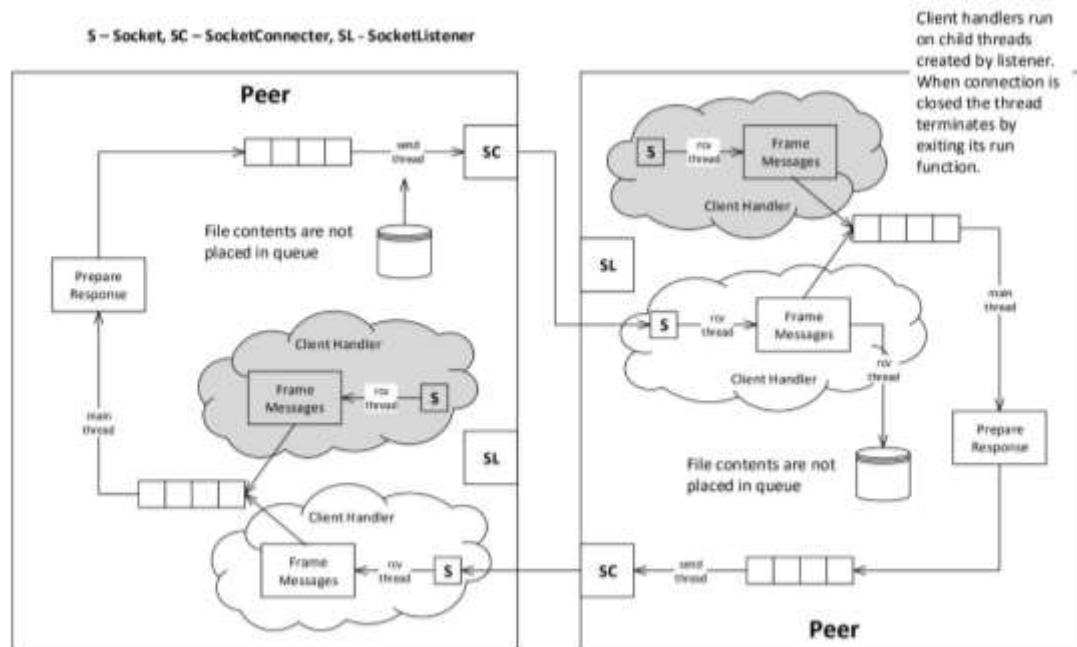 S – Socket, SC – SocketConnecter, SL - SocketListener
Client handlers run
on child threads
created by listener.
When connection is
closed the thread
terminates by
exiting its run
function.
Peer
send
thread
SC
File contents are not
placed in queue
Prepare
Response
main
thread
Client Handler
Frame
Messages
rcv
thread
S
SL
Client Handler
Frame
Messages
rcv
thread
S
S
rcv
thread
Frame
Messages
Client Handler
SL
S
rcv
thread
Frame
Messages
Client Handler
rcv
thread
main
thread
File contents are not
placed in queue
Prepare
Response
SC
send
thread
Peer